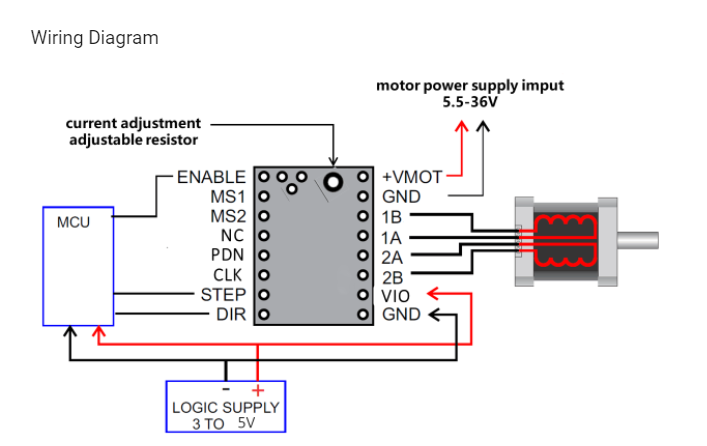 Wiring Diagram
motor power supply imput
5.5-36V
current adjustment
adjustable resistor
ENABLE
MS1
MS2
NC
PDN
CLK
STEP
DIR
+VMOT
GND
1B
1A
2A
2B
VIO
GND
MCU
- +
LOGIC SUPPLY
3 TO 5V